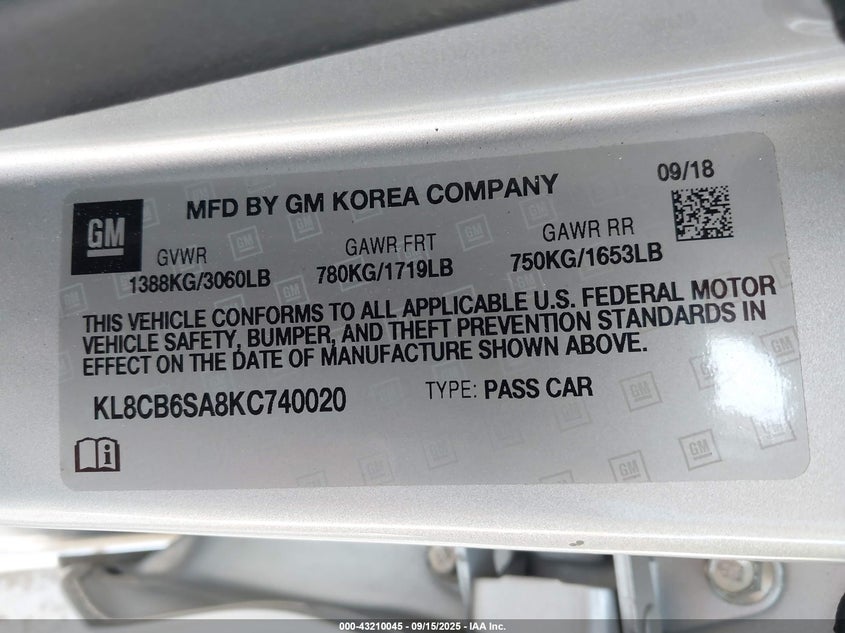 09/18
GM
MFD BY GM KOREA COMPANY
GVWR GAWR FRT GAWR RR
1388KG/3060LB 780KG/1719LB 750KG/1653LB
THIS VEHICLE CONFORMS TO ALL APPLICABLE U.S. FEDERAL MOTOR
VEHICLE SAFETY, BUMPER, AND THEFT PREVENTION STANDARDS IN
EFFECT ON THE DATE OF MANUFACTURE SHOWN ABOVE.
KL8CB6SA8KC740020 TYPE: PASS CAR
000-43210045 - 09/15/2025 - IAA Inc.